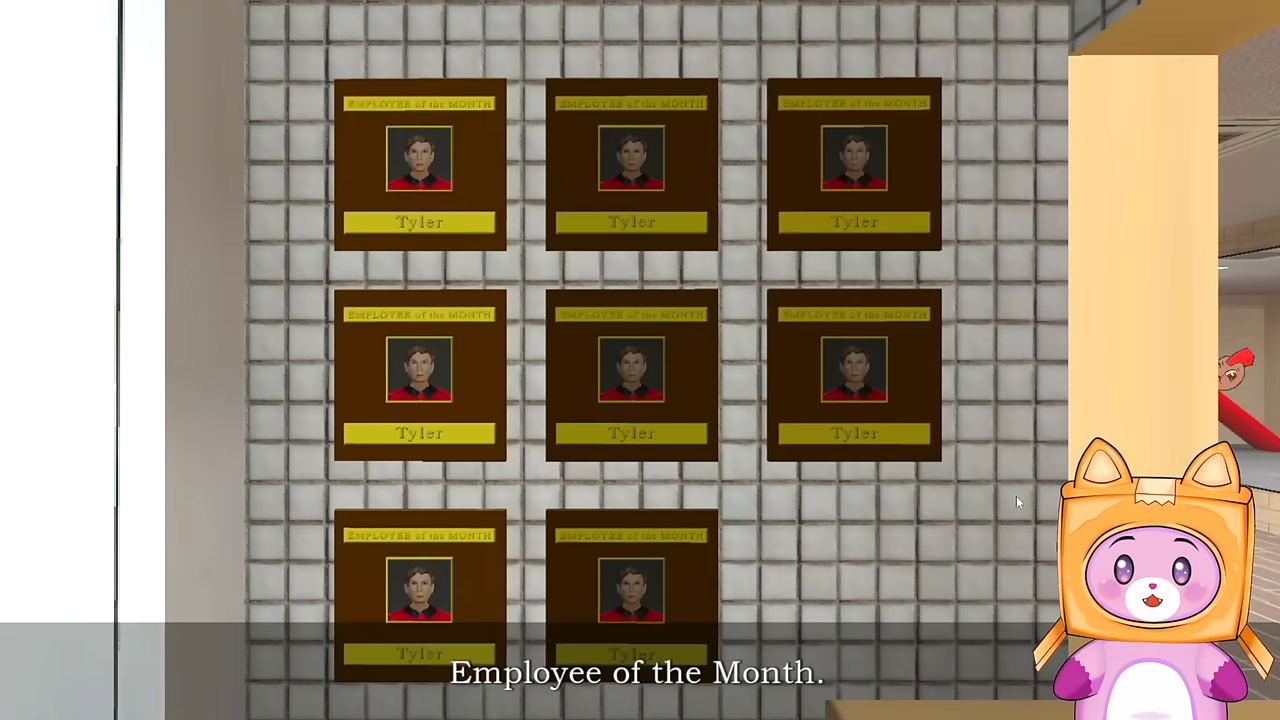 EMPLOYEE of the MONTH EMPLOYEE of the MONTH EMPLOYEE of the MONTH
Tyler Tyler Tyler
EMPLOYEE of the MONTH EMPLOYEE of the MONTH EMPLOYEE of the MONTH
Tyler Tyler Tyler
EMPLOYEE of the MONTH EMPLOYEE of the MONTH
Tyler Tyler
Employee of the Month.